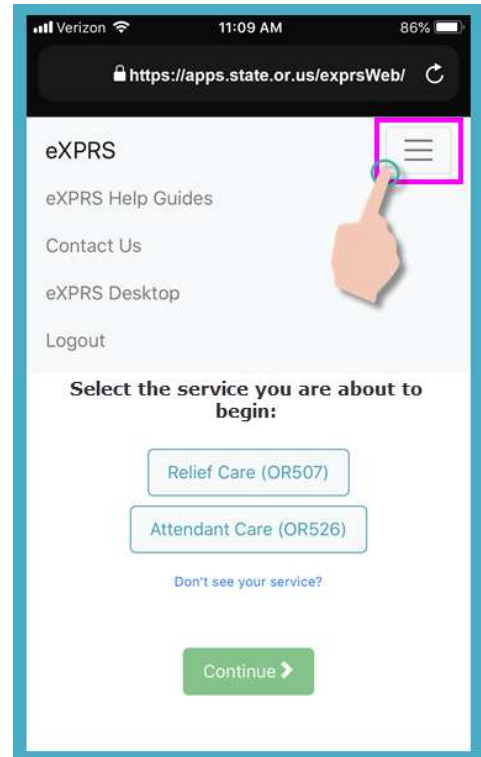 Verizon 11:09 AM 86%
https://apps.state.or.us/exprsWeb/
eXPRS
eXPRS Help Guides
Contact Us
eXPRS Desktop
Logout
Select the service you are about to
begin:
Relief Care (OR507)
Attendant Care (OR526)
Don't see your service?
Continue